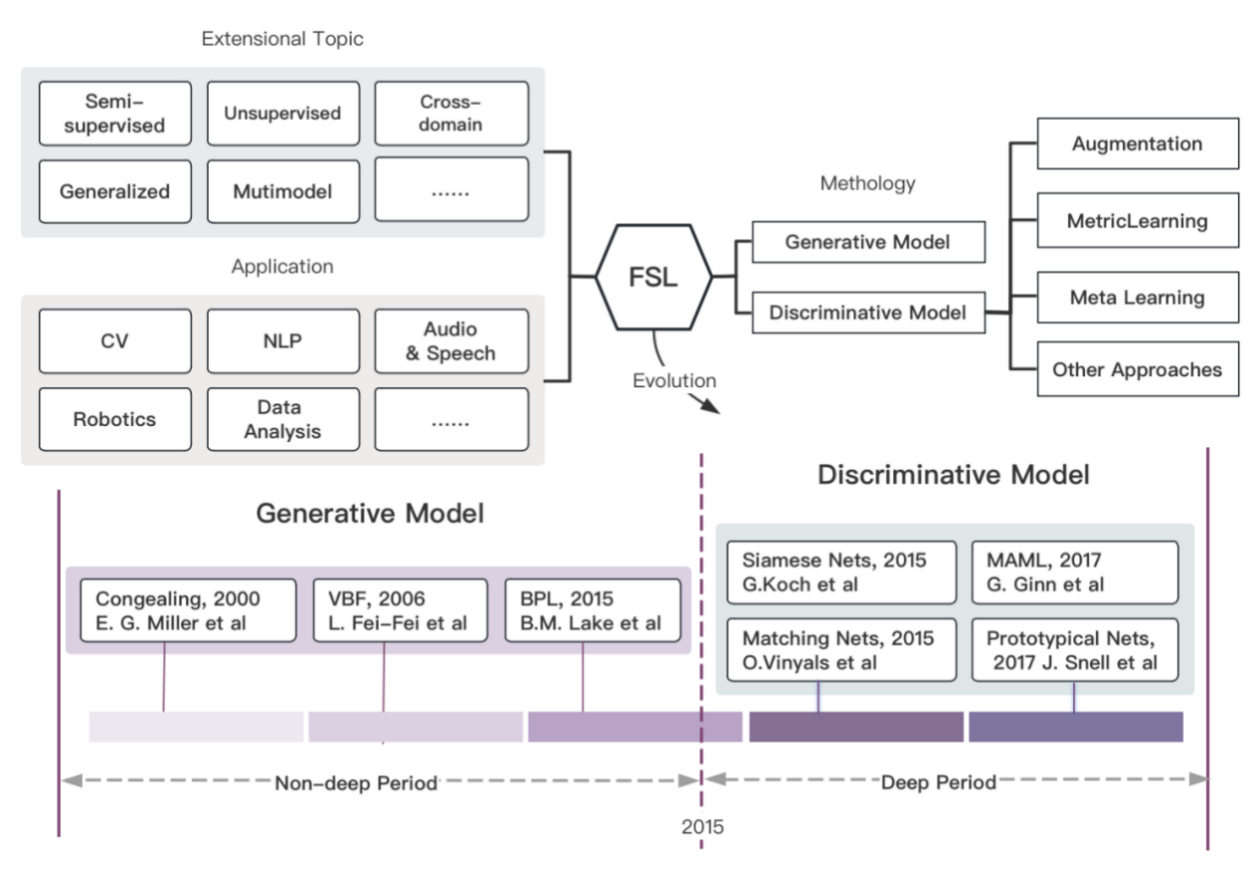 Extensional Topic
Semi-
supervised
Unsupervised
Cross-
domain
Generalized
Mutimodel
......
Application
CV
NLP
Audio
& Speech
Robotics
Data
Analysis
......
FSL
Evolution
Methology
Generative Model
Discriminative Model
Augmentation
MetricLearning
Meta Learning
Other Approaches
Generative Model
Congealing, 2000
E. G. Miller et al
VBF, 2006
L. Fei-Fei et al
BPL, 2015
B.M. Lake et al
Discriminative Model
Siamese Nets, 2015
G.Koch et al
MAML, 2017
G. Ginn et al
Matching Nets, 2015
O.Vinyals et al
Prototypical Nets,
2017 J. Snell et al
Non-deep Period
Deep Period
2015